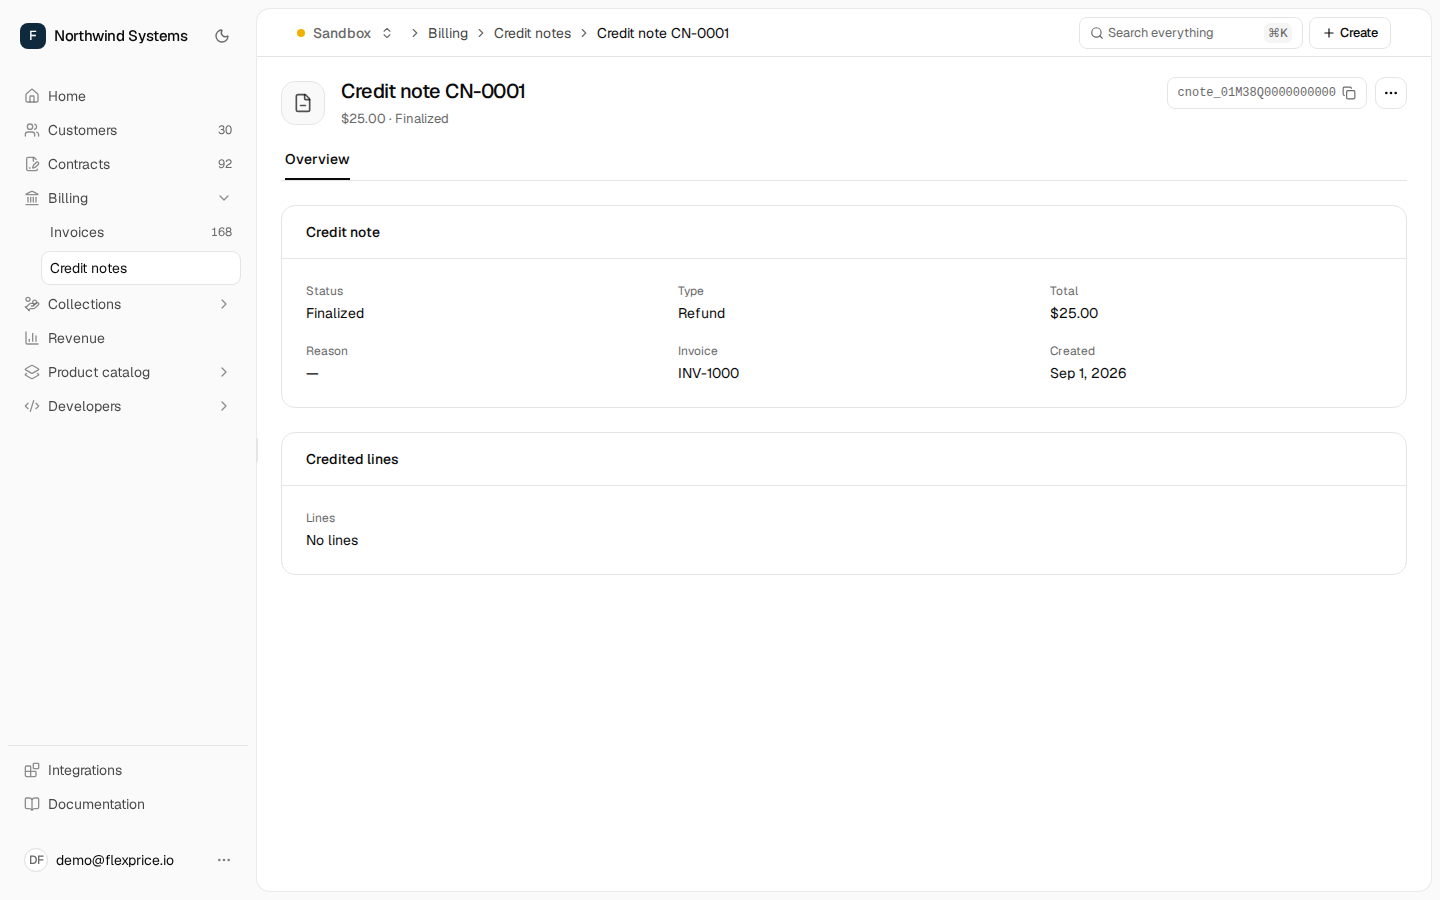 F Northwind Systems
Home
Customers 30
Contracts 92
Billing
Invoices 168
Credit notes
Collections
Revenue
Product catalog
Developers
Integrations
Documentation
DF demo@flexprice.io
Sandbox Billing Credit notes Credit note CN-0001
Search everything ⌘K
Create
Credit note CN-0001
$25.00 · Finalized
cnote_01M38Q0000000000
Overview
Credit note
Status Type Total
Finalized Refund $25.00
Reason Invoice Created
— INV-1000 Sep 1, 2026
Credited lines
Lines
No lines